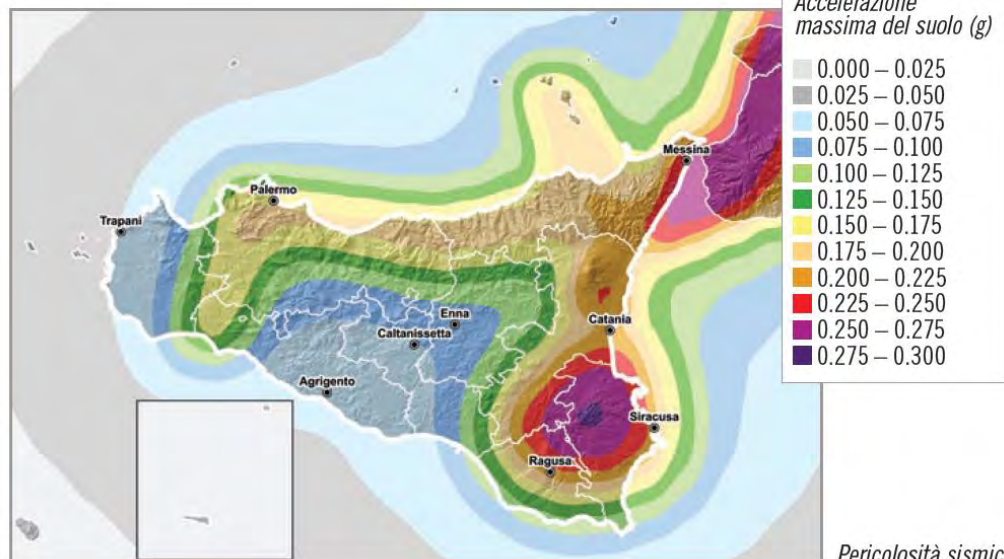 Accelerazione
massima del suolo (g)
0.000 – 0.025
0.025 – 0.050
0.050 – 0.075
0.075 – 0.100
0.100 – 0.125
0.125 – 0.150
0.150 – 0.175
0.175 – 0.200
0.200 – 0.225
0.225 – 0.250
0.250 – 0.275
0.275 – 0.300
Messina
Palermo
Trapani
Enna
Catania
Caltanissetta
Agrigento
Siracusa
Ragusa
Pericolosità sismic